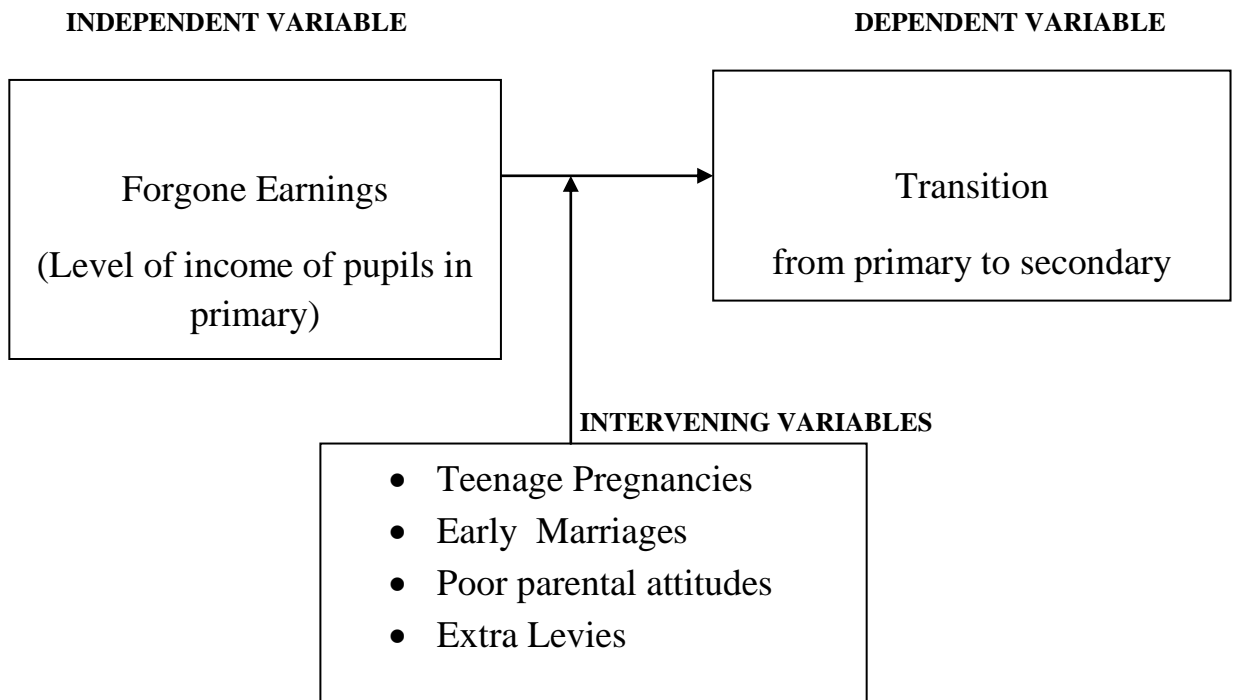 INDEPENDENT VARIABLE
DEPENDENT VARIABLE
Forgone Earnings
(Level of income of pupils in
primary)
Transition
from primary to secondary
INTERVENING VARIABLES
• Teenage Pregnancies
• Early Marriages
• Poor parental attitudes
• Extra Levies